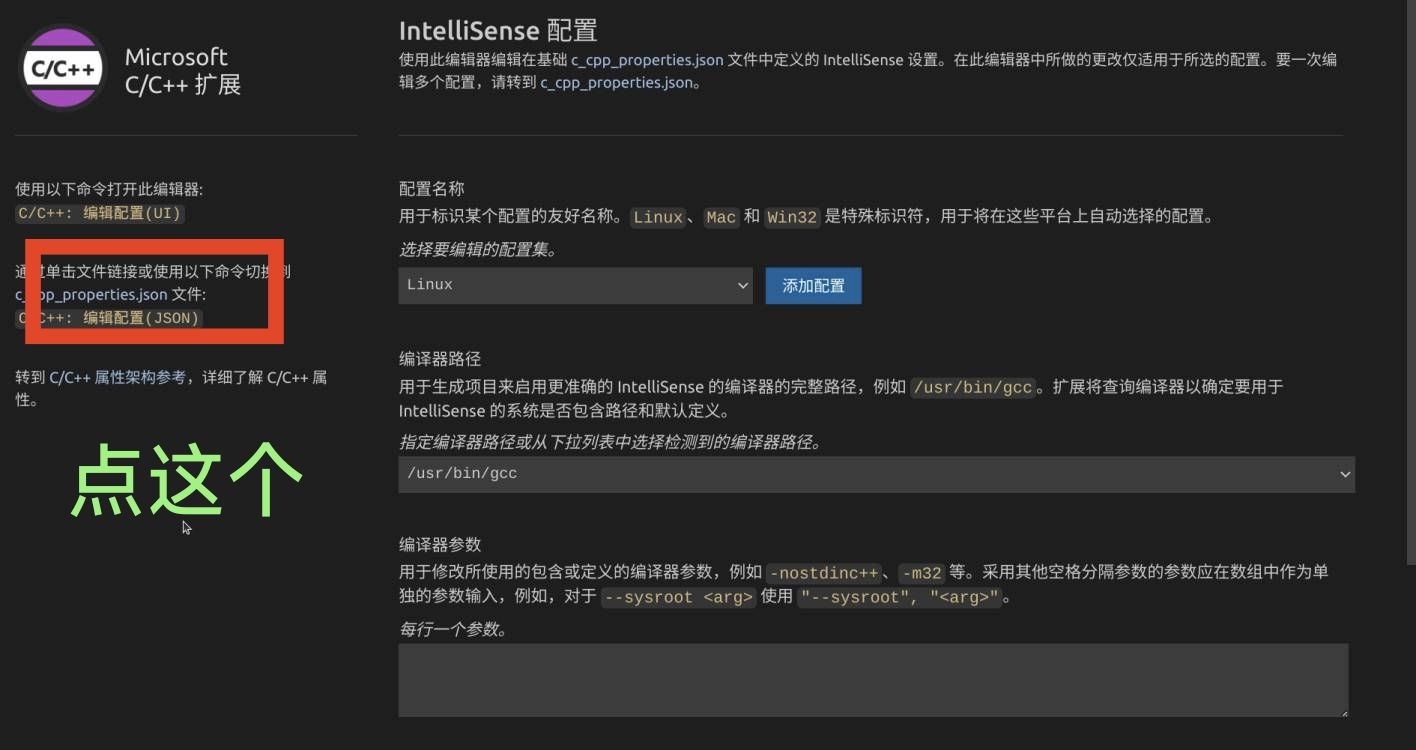 C/C++
Microsoft
C/C++ 扩展
使用以下命令打开此编辑器:
C/C++: 编辑配置(UI)
通过单击文件链接或使用以下命令切换到
c_cpp_properties.json 文件:
C/C++: 编辑配置(JSON)
转到 C/C++ 属性架构参考，详细了解 C/C++ 属
性。
点这个
IntelliSense 配置
使用此编辑器编辑在基础 c_cpp_properties.json 文件中定义的 IntelliSense 设置。在此编辑器中所做的更改仅适用于所选的配置。要一次编
辑多个配置，请转到 c_cpp_properties.json。
配置名称
用于标识某个配置的友好名称。Linux、Mac 和 Win32 是特殊标识符，用于将在这些平台上自动选择的配置。
选择要编辑的配置集。
Linux
添加配置
编译器路径
用于生成项目来启用更准确的 IntelliSense 的编译器的完整路径，例如 /usr/bin/gcc。扩展将查询编译器以确定要用于
IntelliSense 的系统是否包含路径和默认定义。
指定编译器路径或从下拉列表中选择检测到的编译器路径。
/usr/bin/gcc
编译器参数
用于修改所使用的包含或定义的编译器参数，例如 -nostdinc++、-m32 等。采用其他空格分隔参数的参数应在数组中作为单
独的参数输入，例如，对于 --sysroot <arg> 使用 "--sysroot", "<arg>"。
每行一个参数。